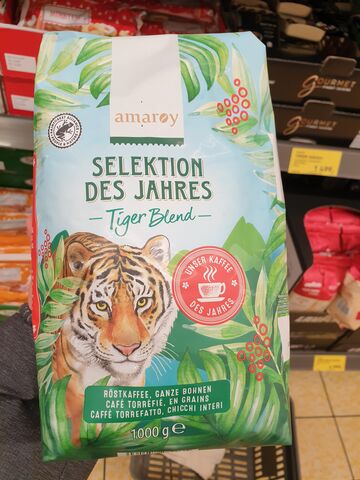 amaroy
SELEKTION
DES JAHRES
Tiger Blend
UNSER KAFFEE
DES JAHRES
RÖSTKAFFEE, GANZE BOHNEN
CAFÉ TORRÉFIÉ, EN GRAINS
CAFFÈ TORREFATTO, CHICCHI INTERI
1000 g e
GOURMET
GOURMET